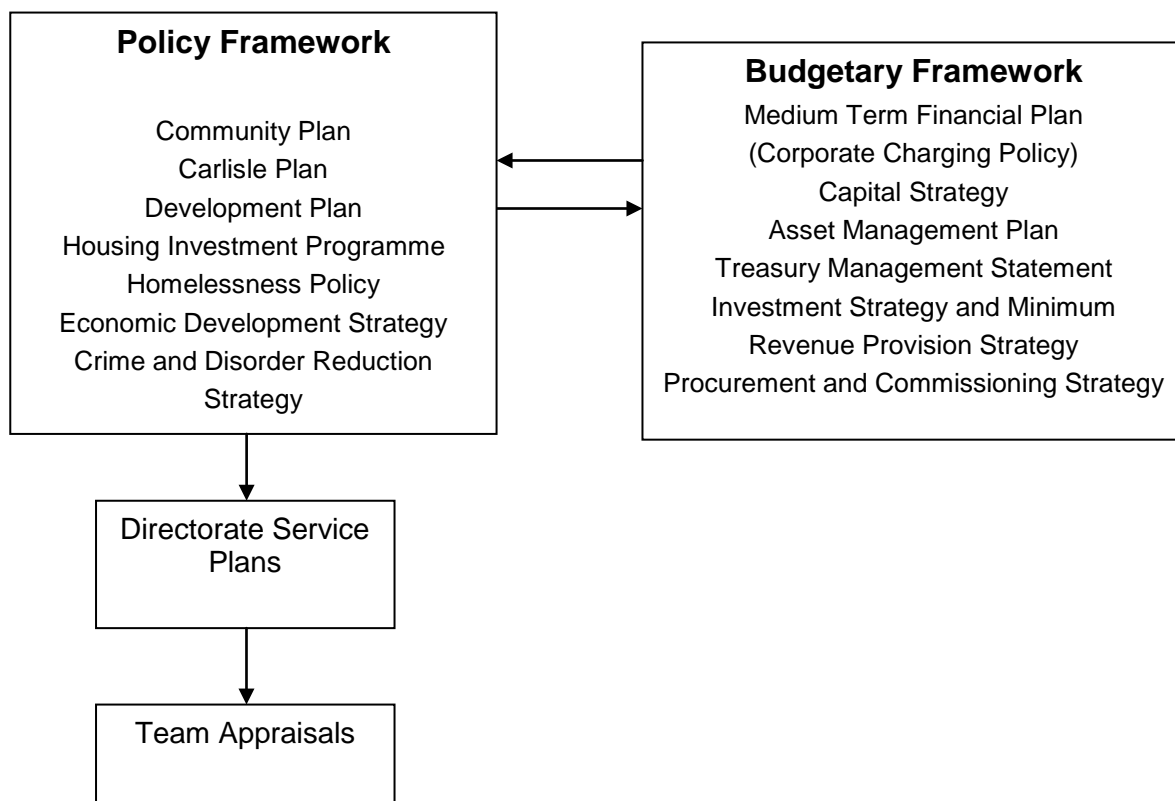 Policy Framework
Community Plan
Carlisle Plan
Development Plan
Housing Investment Programme
Homelessness Policy
Economic Development Strategy
Crime and Disorder Reduction
Strategy
Budgetary Framework
Medium Term Financial Plan
(Corporate Charging Policy)
Capital Strategy
Asset Management Plan
Treasury Management Statement
Investment Strategy and Minimum
Revenue Provision Strategy
Procurement and Commissioning Strategy
Directorate Service
Plans
Team Appraisals